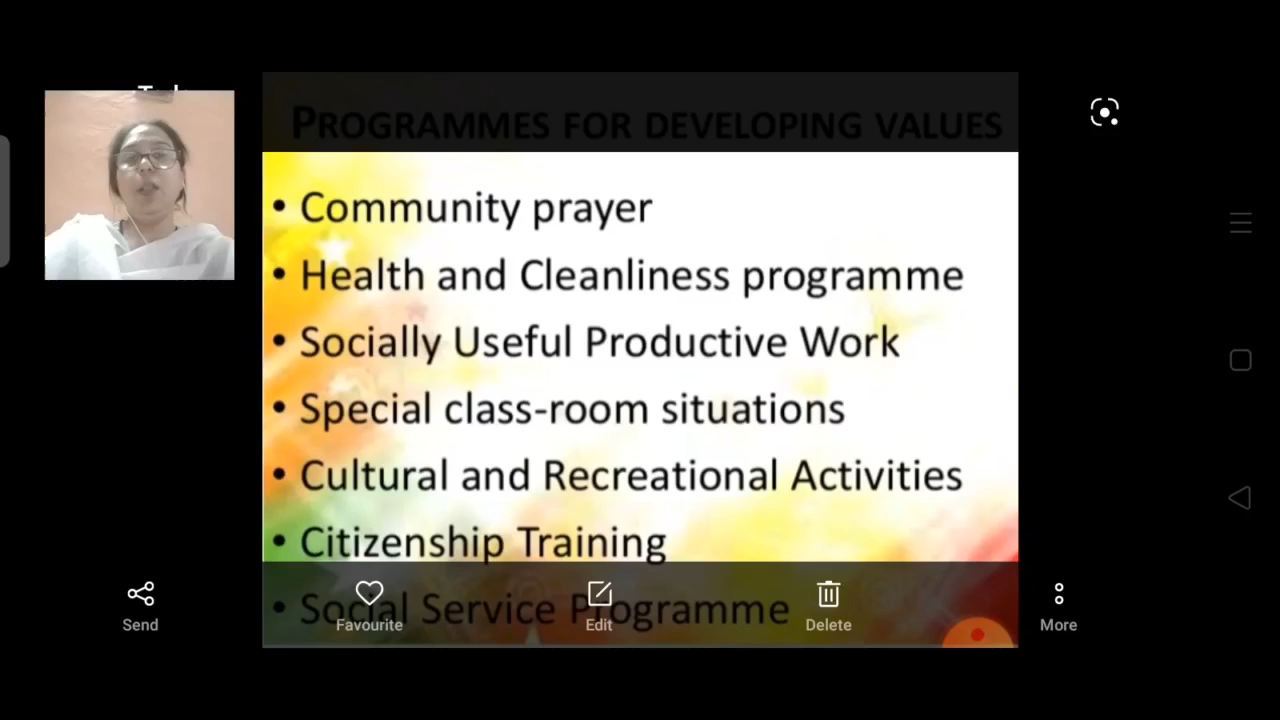 PROGRAMMES FOR DEVELOPING VALUES
• Community prayer
• Health and Cleanliness programme
• Socially Useful Productive Work
• Special class-room situations
• Cultural and Recreational Activities
• Citizenship Training
• Social Service Programme
Send
Favourite
Edit
Delete
More